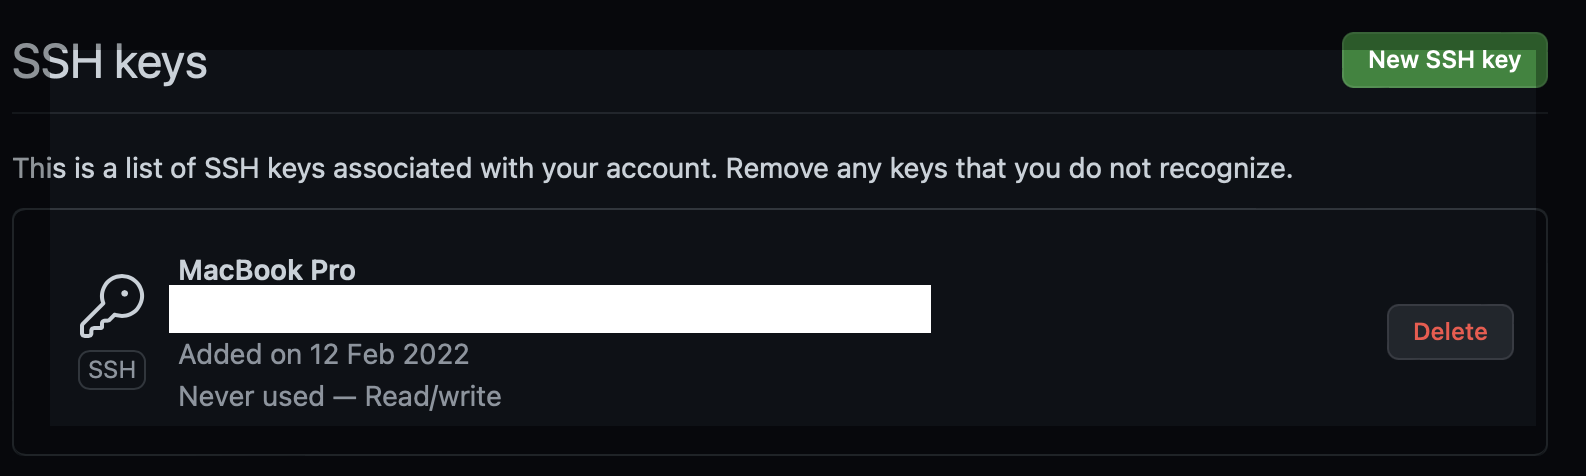 SSH keys
New SSH key
This is a list of SSH keys associated with your account. Remove any keys that you do not recognize.
MacBook Pro
SSH
Added on 12 Feb 2022
Never used — Read/write
Delete